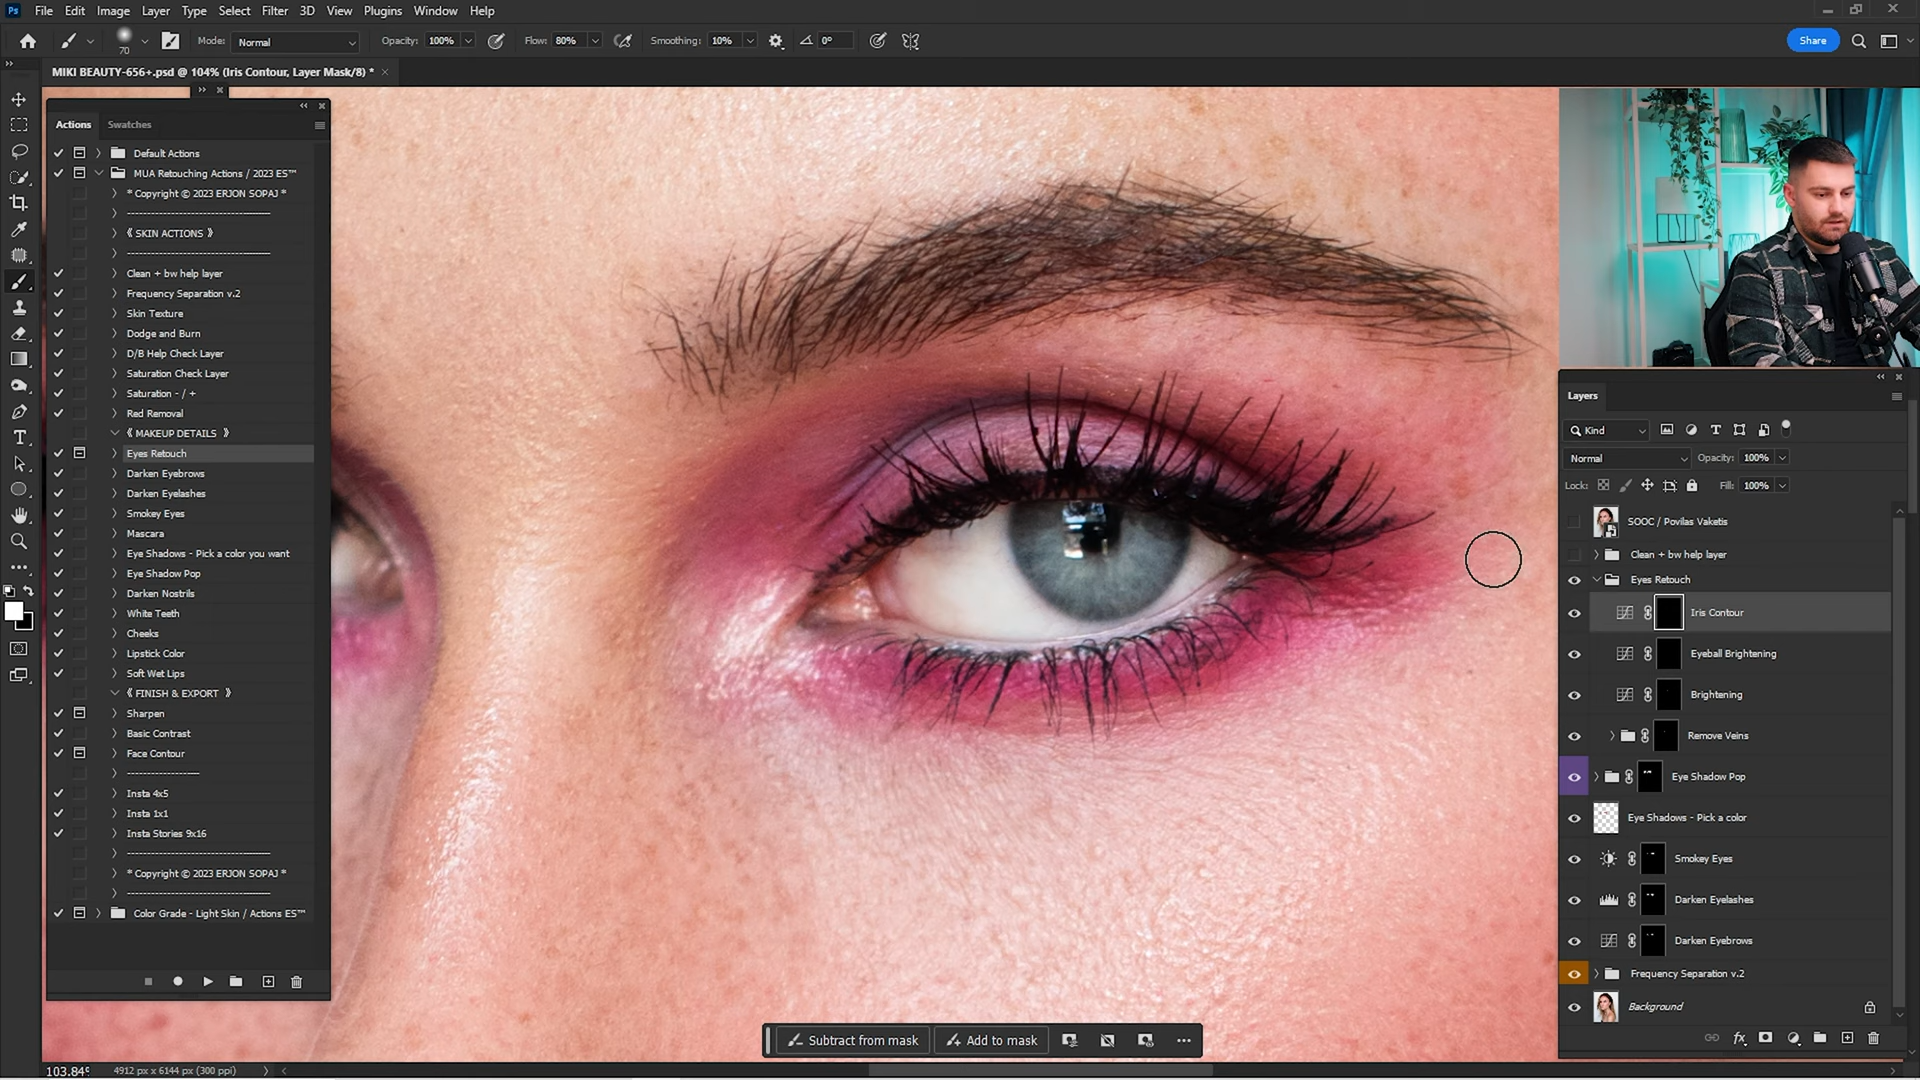 Ps File Edit Image Layer Type Select Filter 3D View Plugins Window Help
70 Mode: Normal Opacity: 100% Flow: 80% Smoothing: 10% 0° Share
MIKI BEAUTY-656+.psd @ 104% (Iris Contour, Layer Mask/8) * ×
Actions Swatches
Default Actions
MUA Retouching Actions / 2023 ES™
* Copyright © 2023 ERJON SOPAJ *
------------------------------------
《 SKIN ACTIONS 》
------------------------------------
Clean + bw help layer
Frequency Separation v.2
Skin Texture
Dodge and Burn
D/B Help Check Layer
Saturation Check Layer
Saturation - / +
Red Removal
《 MAKEUP DETAILS 》
Eyes Retouch
Darken Eyebrows
Darken Eyelashes
Smokey Eyes
Mascara
Eye Shadows - Pick a color you want
Eye Shadow Pop
Darken Nostrils
White Teeth
Cheeks
Lipstick Color
Soft Wet Lips
《 FINISH & EXPORT 》
Sharpen
Basic Contrast
Face Contour
------------------
Insta 4x5
Insta 1x1
Insta Stories 9x16
------------------------------------
* Copyright © 2023 ERJON SOPAJ *
------------------------------------
Color Grade - Light Skin / Actions ES™
Layers
Kind
Normal Opacity: 100%
Lock: Fill: 100%
SOOC / Povilas Vaketis
Clean + bw help layer
Eyes Retouch
Iris Contour
Eyeball Brightening
Brightening
Remove Veins
Eye Shadow Pop
Eye Shadows - Pick a color
Smokey Eyes
Darken Eyelashes
Darken Eyebrows
Frequency Separation v.2
Background
fx
Subtract from mask Add to mask
103.84% 4912 px x 6144 px (300 ppi)